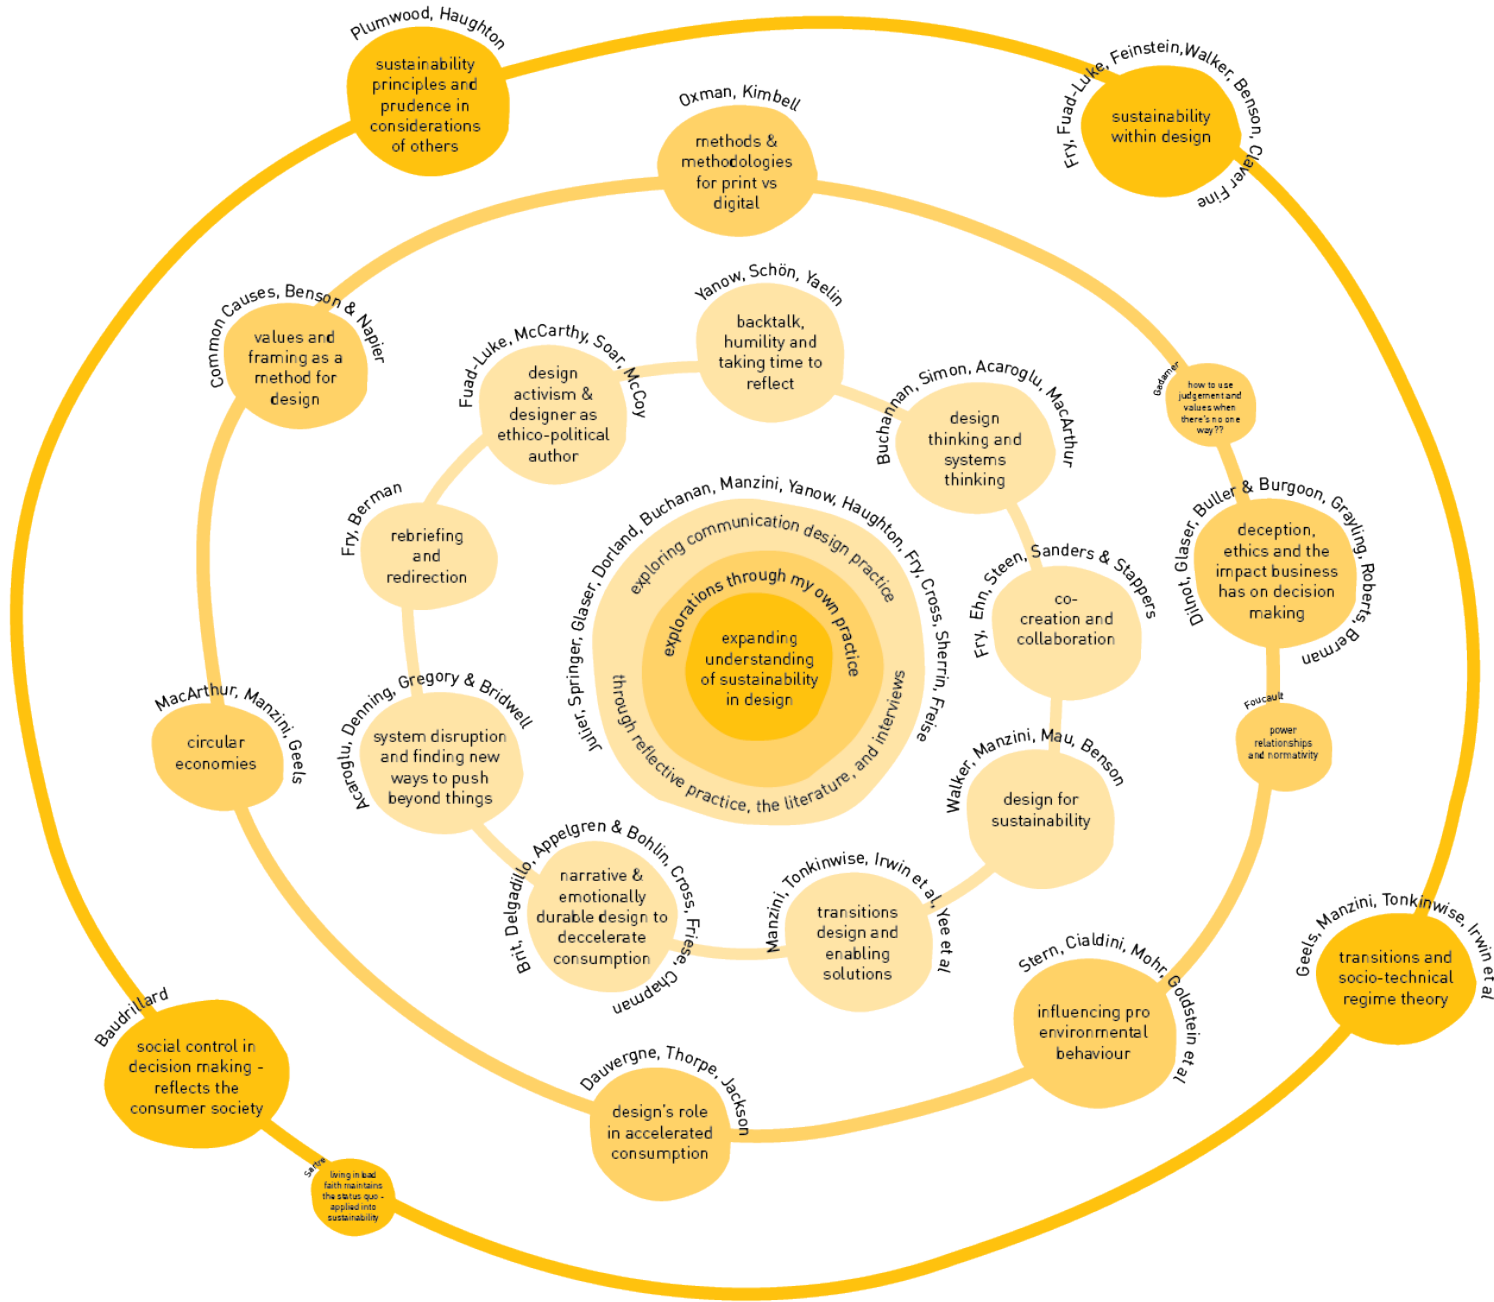 Plumwood, Haughton
sustainability
principles and
prudence in
considerations
of others
Fry, Fuad-Luke, Feinstein,Walker, Benson, Claver Fine
sustainability
within design
Oxman, Kimbell
methods &
methodologies
for print vs
digital
Common Causes, Benson & Napier
values and
framing as a
method for
design
Yanow, Schön, Yaelin
backtalk,
humility and
taking time to
reflect
Fuad-Luke, McCarthy, Soar, McCoy
design
activism &
designer as
ethico-political
author
Buchannan, Simon, Acaroglu, MacArthur
design
thinking and
systems
thinking
Gadamer
how to use
judgement and
values when
there's no one
way??
Fry, Berman
rebriefing
and
redirection
Julier, Springer, Glaser, Dorland, Buchanan, Manzini, Yanow, Haughton, Fry, Cross, Sherrin, Freise
exploring communication design practice
through reflective practice, the literature, and interviews
explorations through my own practice
expanding
understanding
of sustainability
in design
Fry, Ehn, Steen, Sanders & Stappers
co-
creation and
collaboration
Dilnot, Glaser, Buller & Burgoon, Grayling, Roberts, Berman
deception,
ethics and the
impact business
has on decision
making
MacArthur, Manzini, Geels
circular
economies
Acaroglu, Denning, Gregory & Bridwell
system disruption
and finding new
ways to push
beyond things
Foucault
power
relationships
and normativity
Walker, Manzini, Mau, Benson
design for
sustainability
Brit, Delgadillo, Appelgren & Bohlin, Cross, Friese, Chapman
narrative &
emotionally
durable design to
deccelerate
consumption
Manzini, Tonkinwise, Irwin et al, Yee et al
transitions
design and
enabling
solutions
Stern, Cialdini, Mohr, Goldstein et al
influencing pro
environmental
behaviour
Geels, Manzini, Tonkinwise, Irwin et al
transitions and
socio-technical
regime theory
Baudrillard
social control in
decision making -
reflects the
consumer society
Dauvergne, Thorpe, Jackson
design's role
in accelerated
consumption
Sartre
living in bad
faith maintains
the status quo -
applied into
sustainability